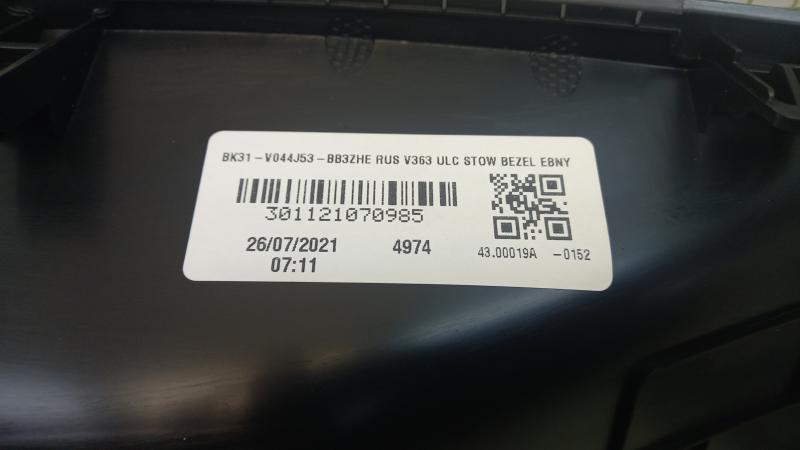 BK31-V044J53-BB3ZHE RUS V363 ULC STOW BEZEL EBNY
301121070985
26/07/2021 4974
07:11
43.00019A -0152